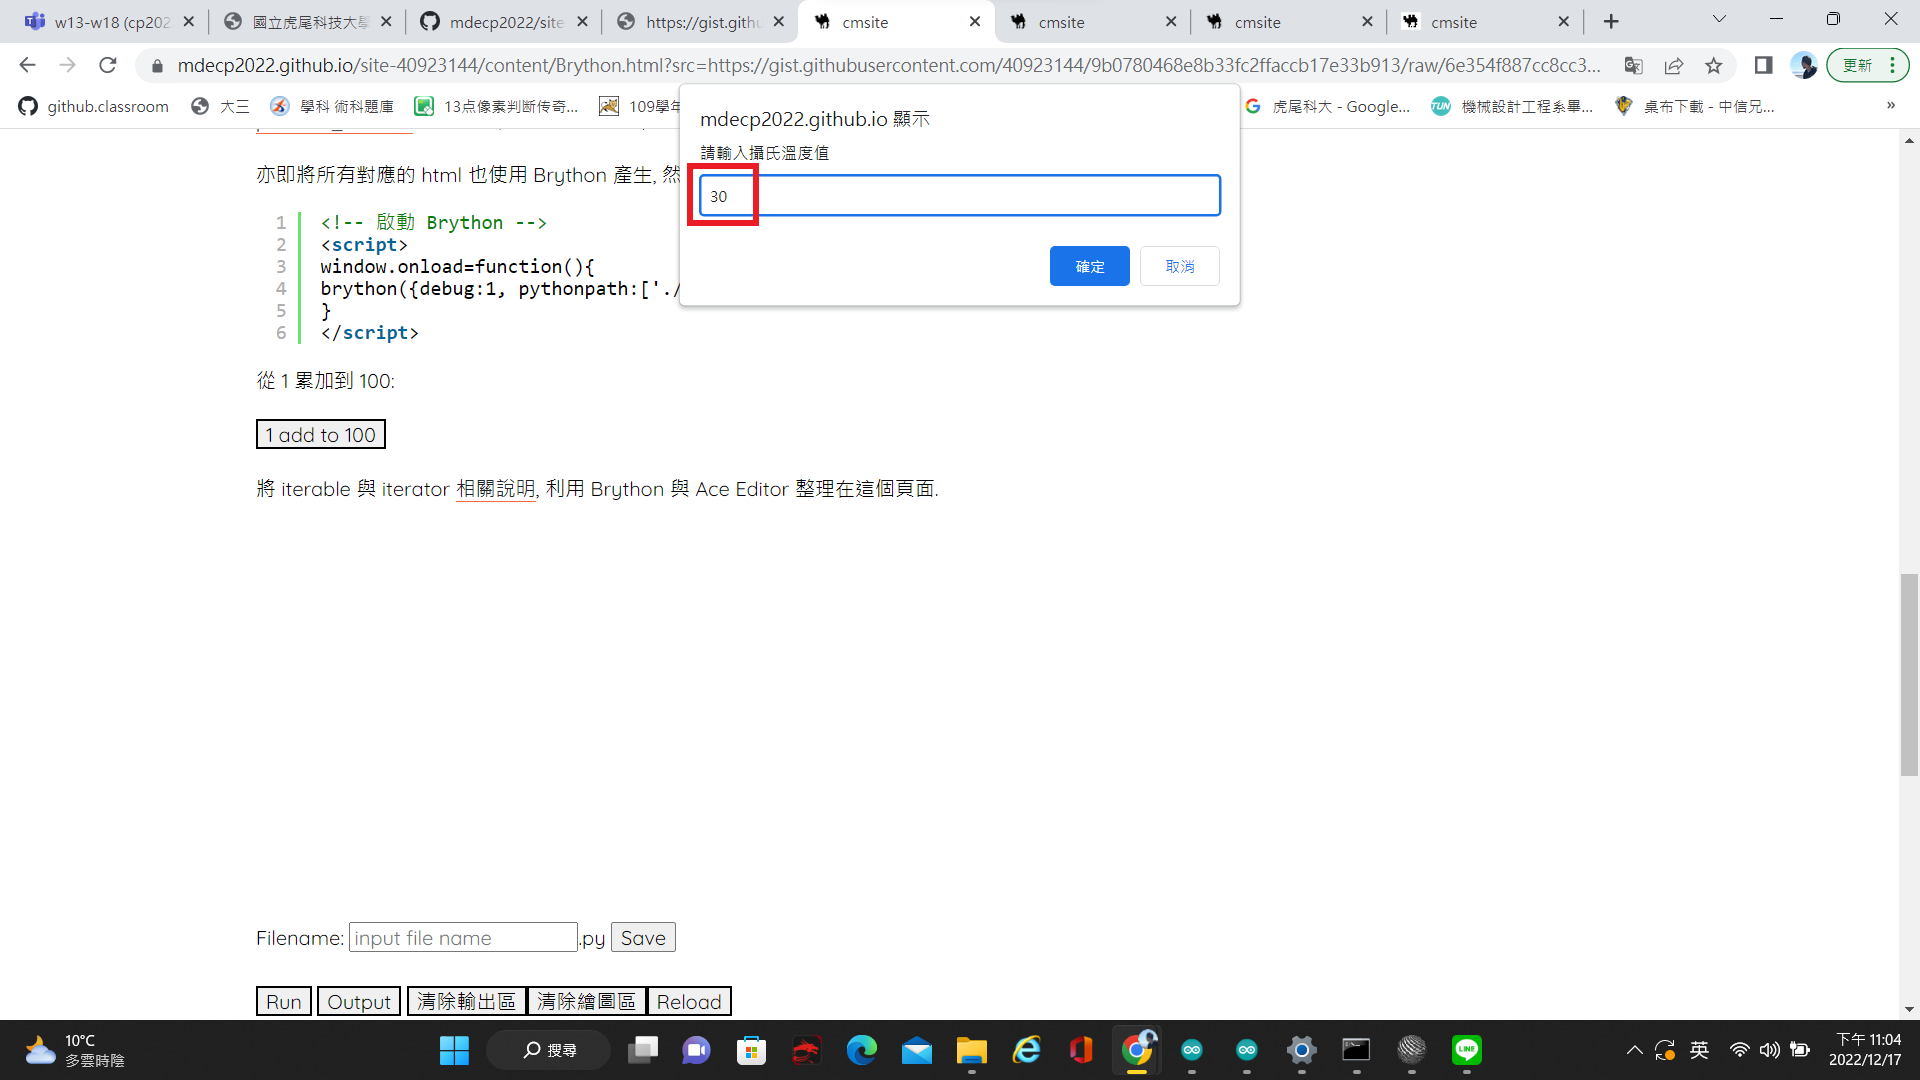 w13-w18 (cp202
國立虎尾科技大學
mdecp2022/site
https://gist.githu
cmsite
cmsite
cmsite
cmsite
mdecp2022.github.io/site-40923144/content/Brython.html?src=https://gist.githubusercontent.com/40923144/9b0780468e8b33fc2ffaccb17e33b913/raw/6e354f887cc8cc3...
更新
github.classroom
大三
學科 術科題庫
13点像素判断传奇...
109學年
虎尾科大 - Google...
TUN
機械設計工程系畢...
桌布下載 - 中信兄...
»
mdecp2022.github.io 顯示
請輸入攝氏溫度值
30
確定
取消
亦即將所有對應的 html 也使用 Brython 產生, 然
1 <!-- 啟動 Brython -->
2 <script>
3 window.onload=function(){
4 brython({debug:1, pythonpath:['./
5 }
6 </script>
從 1 累加到 100:
1 add to 100
將 iterable 與 iterator 相關說明, 利用 Brython 與 Ace Editor 整理在這個頁面.
Filename: input file name .py Save
Run Output 清除輸出區 清除繪圖區 Reload
10°C
多雲時陰
搜尋
LINE
英
下午 11:04
2022/12/17